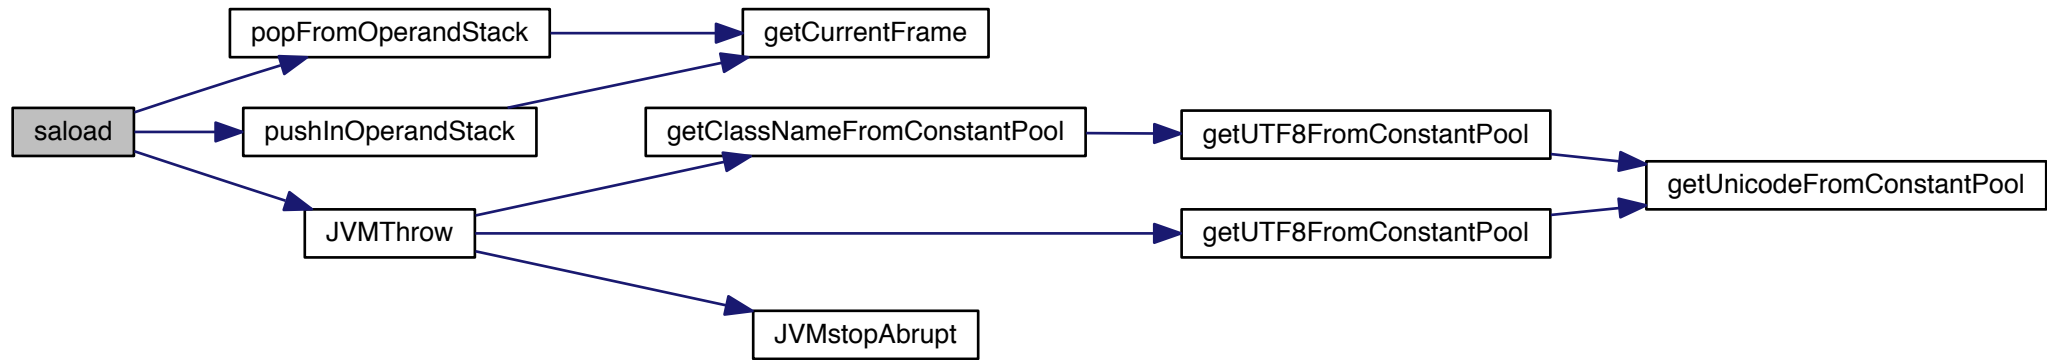 popFromOperandStack
getCurrentFrame
saload
pushInOperandStack
getClassNameFromConstantPool
getUTF8FromConstantPool
getUnicodeFromConstantPool
JVMThrow
getUTF8FromConstantPool
JVMstopAbrupt